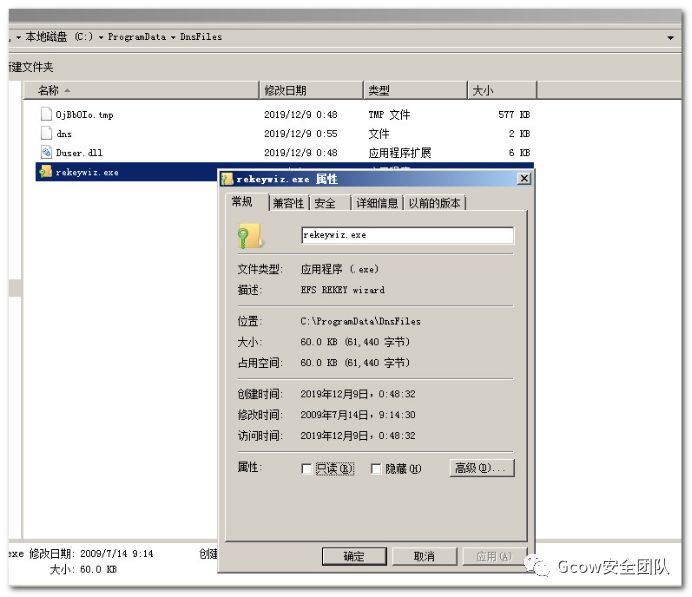 本地磁盘 (C:) ▸ ProgramData ▸ DnsFiles
新建文件夹
名称 修改日期 类型 大小
OjBbOIo.tmp 2019/12/9 0:48 TMP 文件 577 KB
dns 2019/12/9 0:55 文件 2 KB
Duser.dll 2019/12/9 0:48 应用程序扩展 6 KB
rekeywiz.exe
rekeywiz.exe 属性
常规 兼容性 安全 详细信息 以前的版本
rekeywiz.exe
文件类型: 应用程序 (.exe)
描述: EFS REKEY wizard
位置: C:\ProgramData\DnsFiles
大小: 60.0 KB (61,440 字节)
占用空间: 60.0 KB (61,440 字节)
创建时间: 2019年12月9日，0:48:32
修改时间: 2009年7月14日，9:14:30
访问时间: 2019年12月9日，0:48:32
属性: 只读(R) 隐藏(H) 高级(D)...
exe 修改日期: 2009/7/14 9:14 创建
大小: 60.0 KB
确定 取消 应用(A)
Gcow安全团队